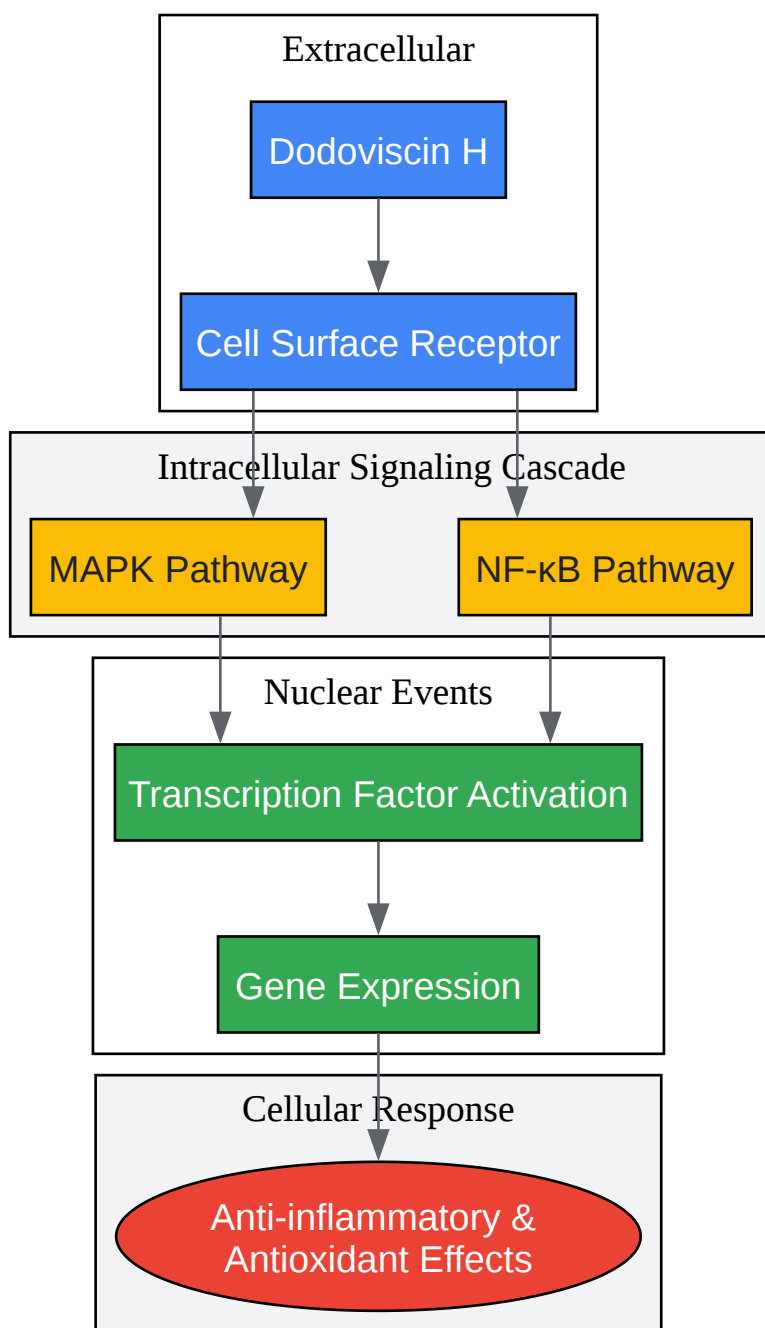 Extracellular
Dodoviscin H
Cell Surface Receptor
Intracellular Signaling Cascade
MAPK Pathway
NF-κB Pathway
Nuclear Events
Transcription Factor Activation
Gene Expression
Cellular Response
Anti-inflammatory &
Antioxidant Effects